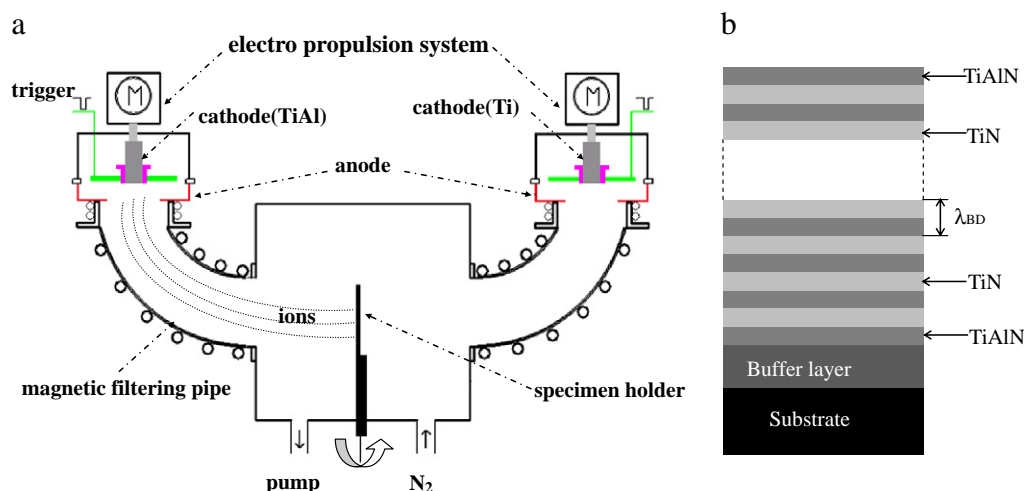 a
electro propulsion system
trigger
M
M
cathode(TiAl)
cathode(Ti)
anode
ions
magnetic filtering pipe
specimen holder
pump
N₂
b
TiAlN
TiN
λBD
TiN
TiAlN
Buffer layer
Substrate